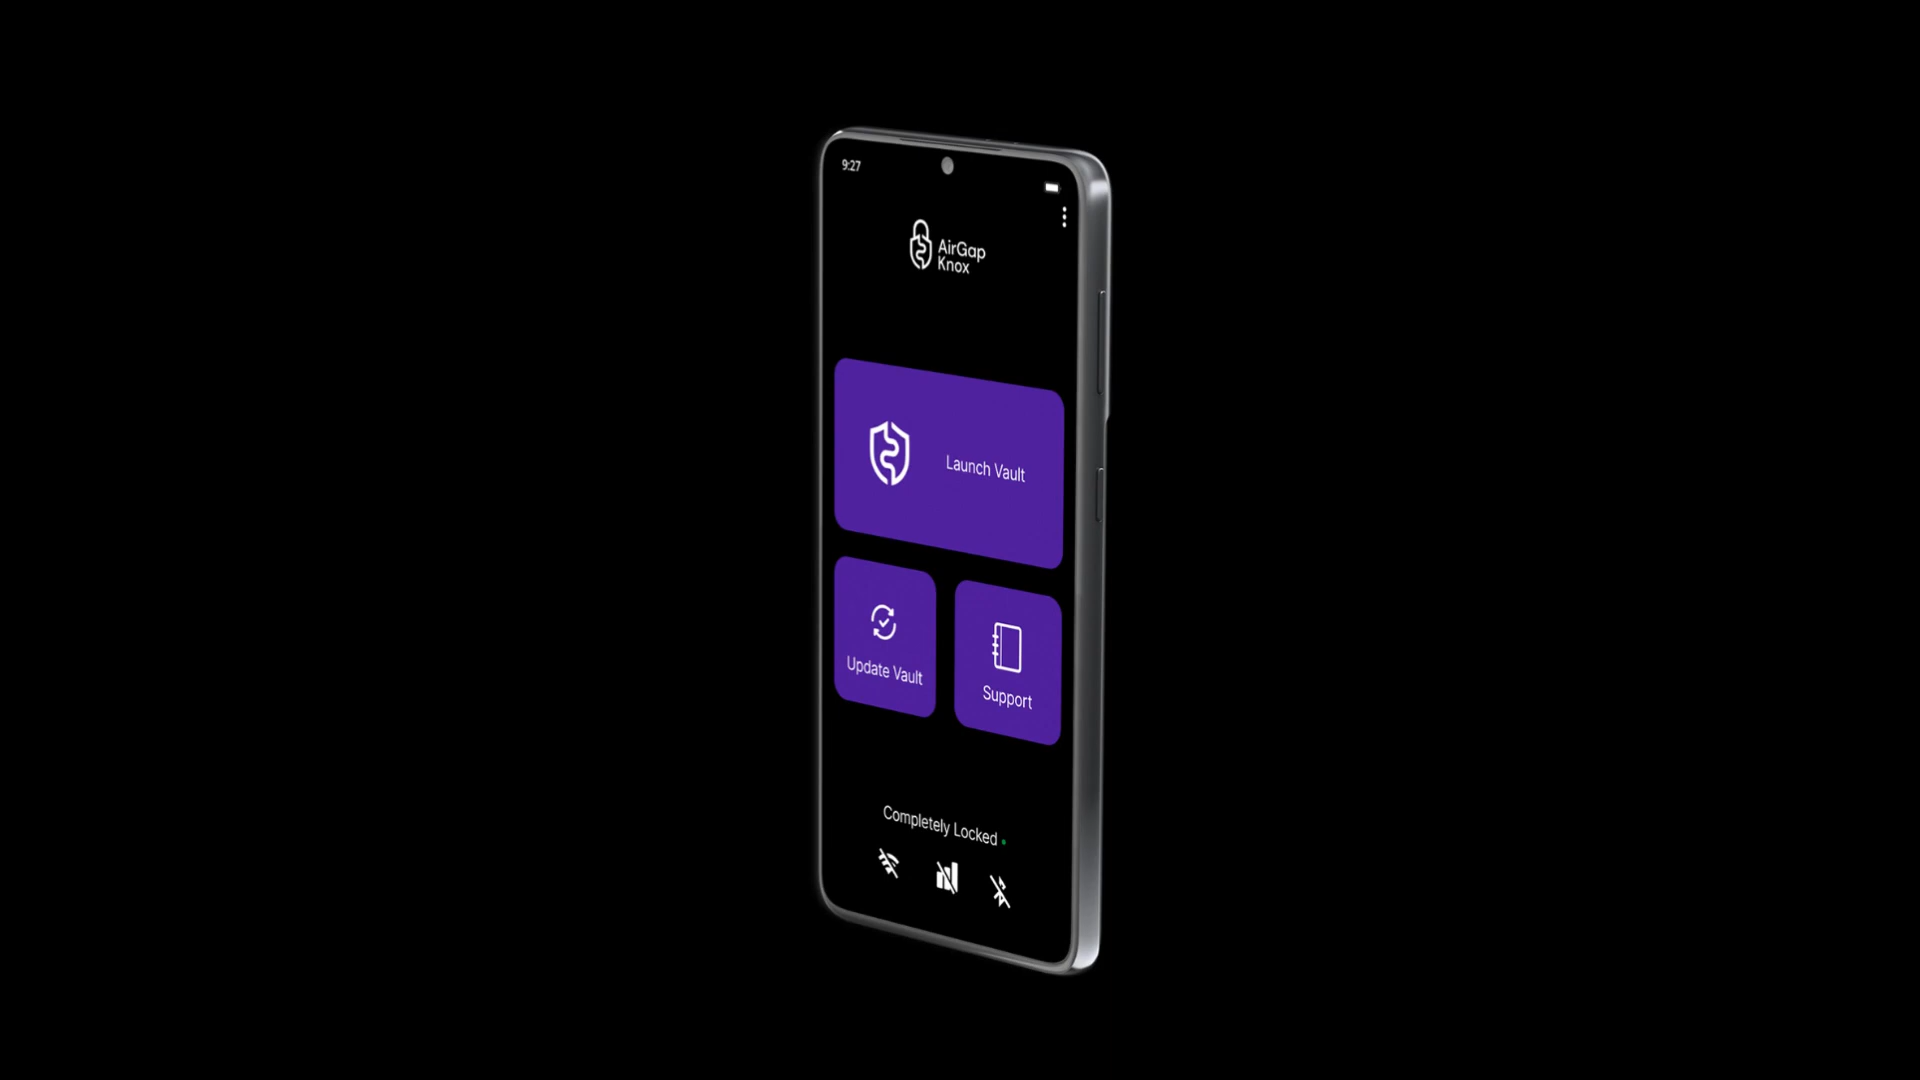 9:27
AirGap
Knox
Launch Vault
Update Vault
Support
Completely Locked